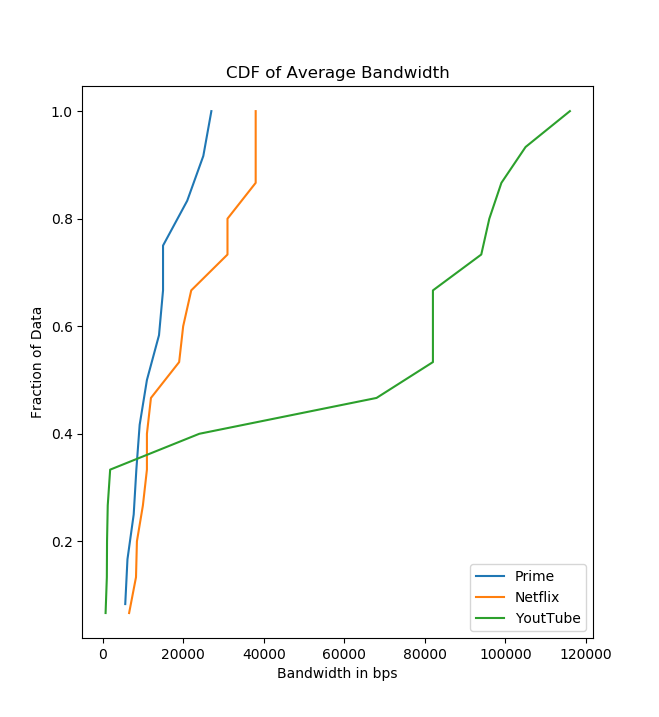 CDF of Average Bandwidth
1.0
0.8
0.6
0.4
0.2
Fraction of Data
Prime
Netflix
YoutTube
0 20000 40000 60000 80000 100000 120000
Bandwidth in bps